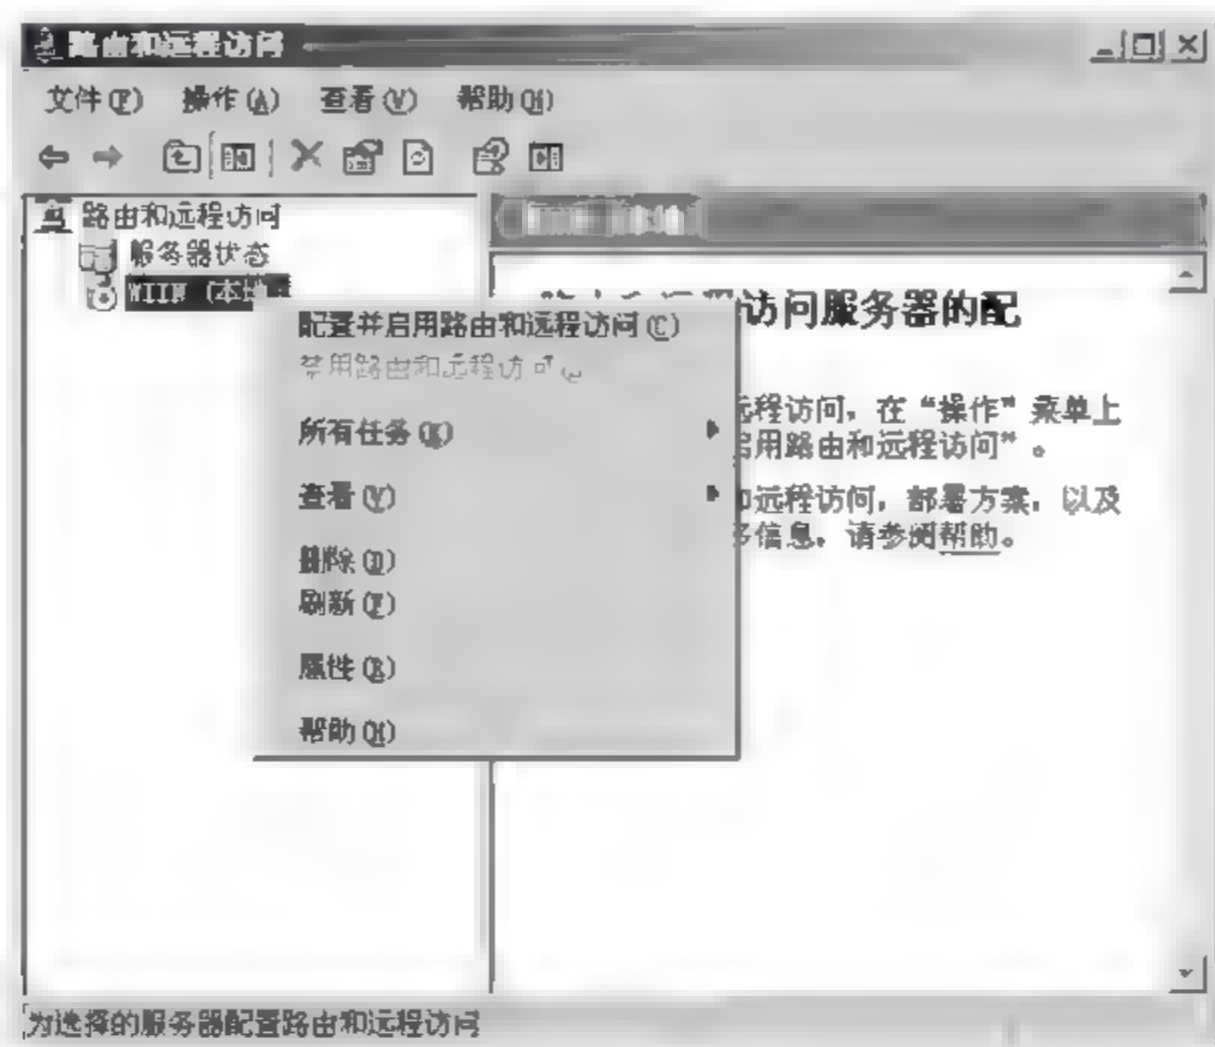 路由和远程访问
文件(F) 操作(A) 查看(V) 帮助(H)
路由和远程访问
服务器状态
WIIN (本地
访问服务器的配
配置并启用路由和远程访问(C)
禁用路由和远程访问
所有任务(K)
查看(V)
删除(D)
刷新(F)
属性(R)
帮助(H)
远程访问，在“操作”菜单上
启用路由和远程访问”。
和远程访问，部署方案，以及
多信息，请参阅帮助。
为选择的服务器配置路由和远程访问